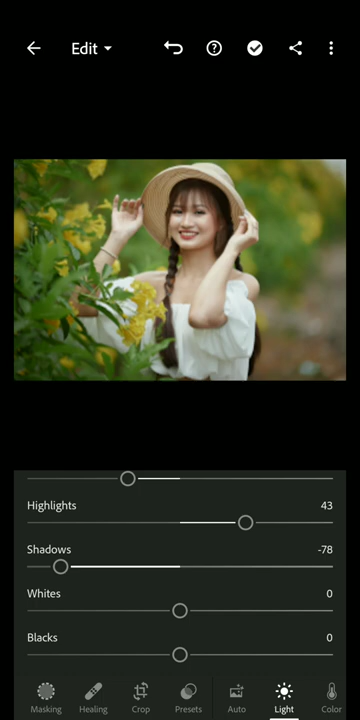 Edit
Highlights 43
Shadows -78
Whites 0
Blacks 0
Masking Healing Crop Presets Auto Light Color